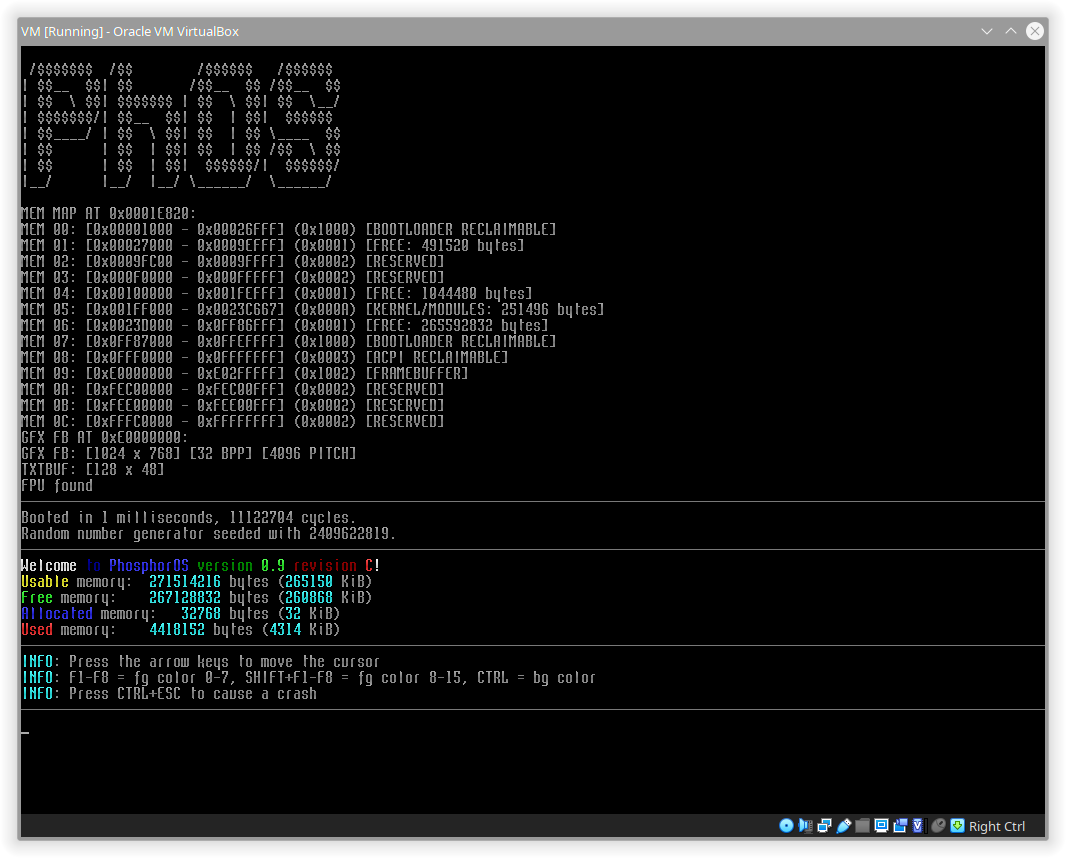 VM [Running] - Oracle VM VirtualBox
 /$$$$$$$  /$$        /$$$$$$   /$$$$$$
| $$__  $$| $$       /$$__  $$ /$$__  $$
| $$  \ $$| $$$$$$$ | $$  \ $$| $$  \__/
| $$$$$$$/| $$__  $$| $$  | $$|  $$$$$$
| $$____/ | $$  \ $$| $$  | $$ \____  $$
| $$      | $$  | $$| $$  | $$ /$$  \ $$
| $$      | $$  | $$|  $$$$$$/|  $$$$$$/
|__/      |__/  |__/ \______/  \______/
MEM MAP AT 0x0001E820:
MEM 00: [0x00001000 - 0x00026FFF] (0x1000) [BOOTLOADER RECLAIMABLE]
MEM 01: [0x00027000 - 0x0009EFFF] (0x0001) [FREE: 491520 bytes]
MEM 02: [0x0009FC00 - 0x0009FFFF] (0x0002) [RESERVED]
MEM 03: [0x000F0000 - 0x000FFFFF] (0x0002) [RESERVED]
MEM 04: [0x00100000 - 0x001FEFFF] (0x0001) [FREE: 1044480 bytes]
MEM 05: [0x001FF000 - 0x0023C667] (0x000A) [KERNEL/MODULES: 251496 bytes]
MEM 06: [0x0023D000 - 0x0FF86FFF] (0x0001) [FREE: 265592832 bytes]
MEM 07: [0x0FF87000 - 0x0FFEFFFF] (0x1000) [BOOTLOADER RECLAIMABLE]
MEM 08: [0x0FFF0000 - 0x0FFFFFFF] (0x0003) [ACPI RECLAIMABLE]
MEM 09: [0xE0000000 - 0xE02FFFFF] (0x1002) [FRAMEBUFFER]
MEM 0A: [0xFEC00000 - 0xFEC00FFF] (0x0002) [RESERVED]
MEM 0B: [0xFEE00000 - 0xFEE00FFF] (0x0002) [RESERVED]
MEM 0C: [0xFFFC0000 - 0xFFFFFFFF] (0x0002) [RESERVED]
GFX FB AT 0xE0000000:
GFX FB: [1024 x 768] [32 BPP] [4096 PITCH]
TXTBUF: [128 x 48]
FPU found
Booted in 1 milliseconds, 11122704 cycles.
Random number generator seeded with 2409622819.
Welcome to PhosphorOS version 0.9 revision C!
Usable memory:  271514216 bytes (265150 KiB)
Free memory:    267128832 bytes (260868 KiB)
Allocated memory:   32768 bytes (32 KiB)
Used memory:    4418152 bytes (4314 KiB)
INFO: Press the arrow keys to move the cursor
INFO: F1-F8 = fg color 0-7, SHIFT+F1-F8 = fg color 8-15, CTRL = bg color
INFO: Press CTRL+ESC to cause a crash
_
Right Ctrl